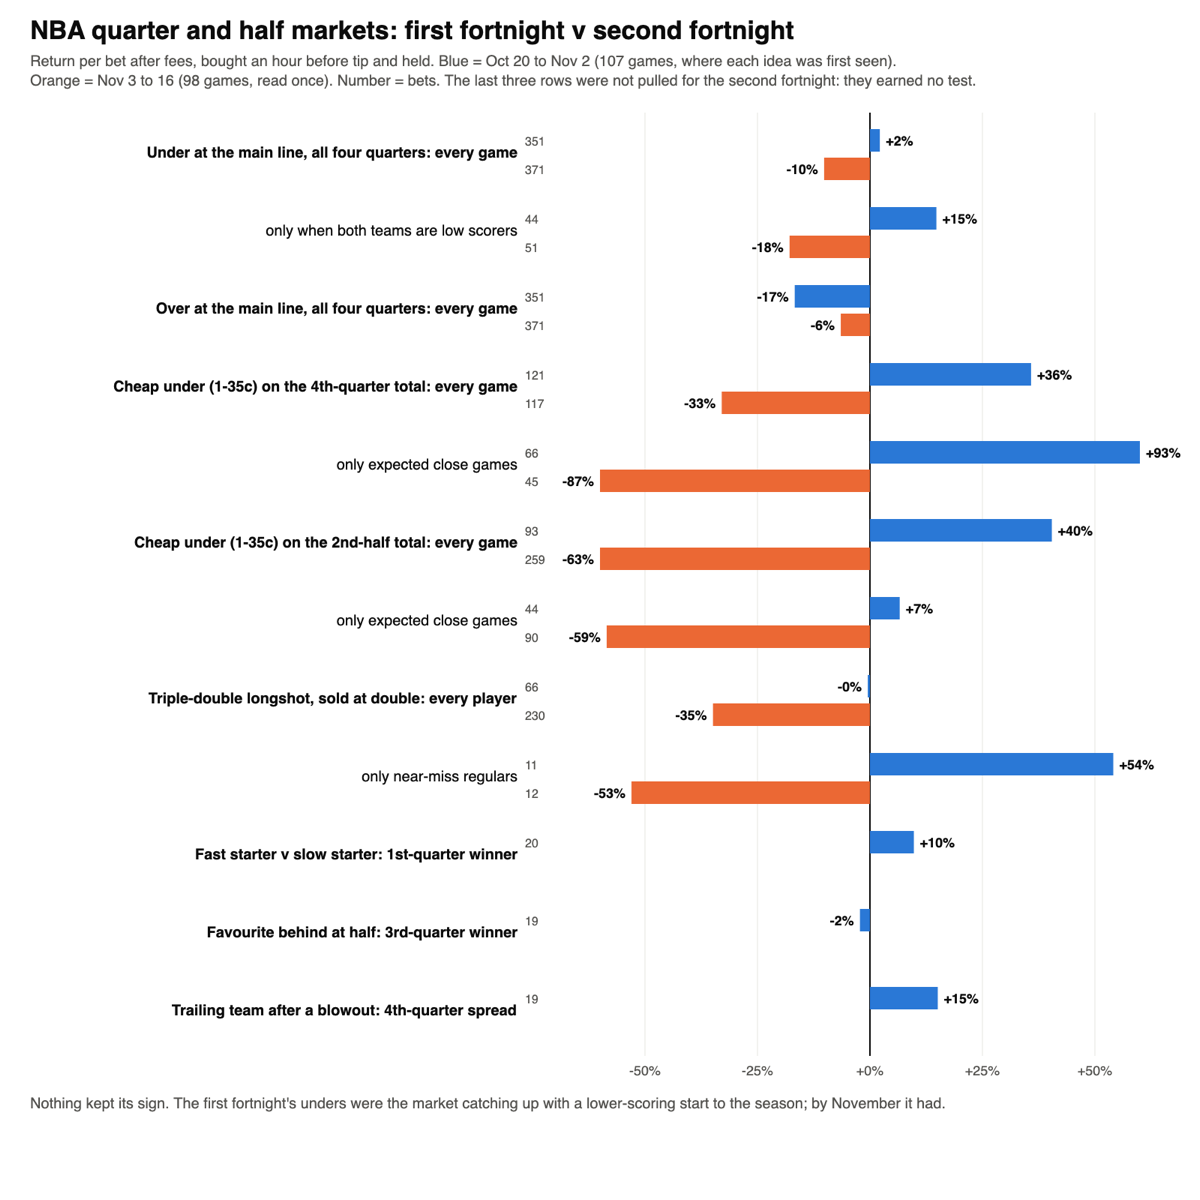 NBA quarter and half markets: first fortnight v second fortnight
Return per bet after fees, bought an hour before tip and held. Blue = Oct 20 to Nov 2 (107 games, where each idea was first seen).
Orange = Nov 3 to 16 (98 games, read once). Number = bets. The last three rows were not pulled for the second fortnight: they earned no test.
Under at the main line, all four quarters: every game
351
+2%
371
-10%
only when both teams are low scorers
44
+15%
51
-18%
Over at the main line, all four quarters: every game
351
-17%
371
-6%
Cheap under (1-35c) on the 4th-quarter total: every game
121
+36%
117
-33%
only expected close games
66
+93%
45
-87%
Cheap under (1-35c) on the 2nd-half total: every game
93
+40%
259
-63%
only expected close games
44
+7%
90
-59%
Triple-double longshot, sold at double: every player
66
-0%
230
-35%
only near-miss regulars
11
+54%
12
-53%
Fast starter v slow starter: 1st-quarter winner
20
+10%
Favourite behind at half: 3rd-quarter winner
19
-2%
Trailing team after a blowout: 4th-quarter spread
19
+15%
-50%
-25%
+0%
+25%
+50%
Nothing kept its sign. The first fortnight's unders were the market catching up with a lower-scoring start to the season; by November it had.